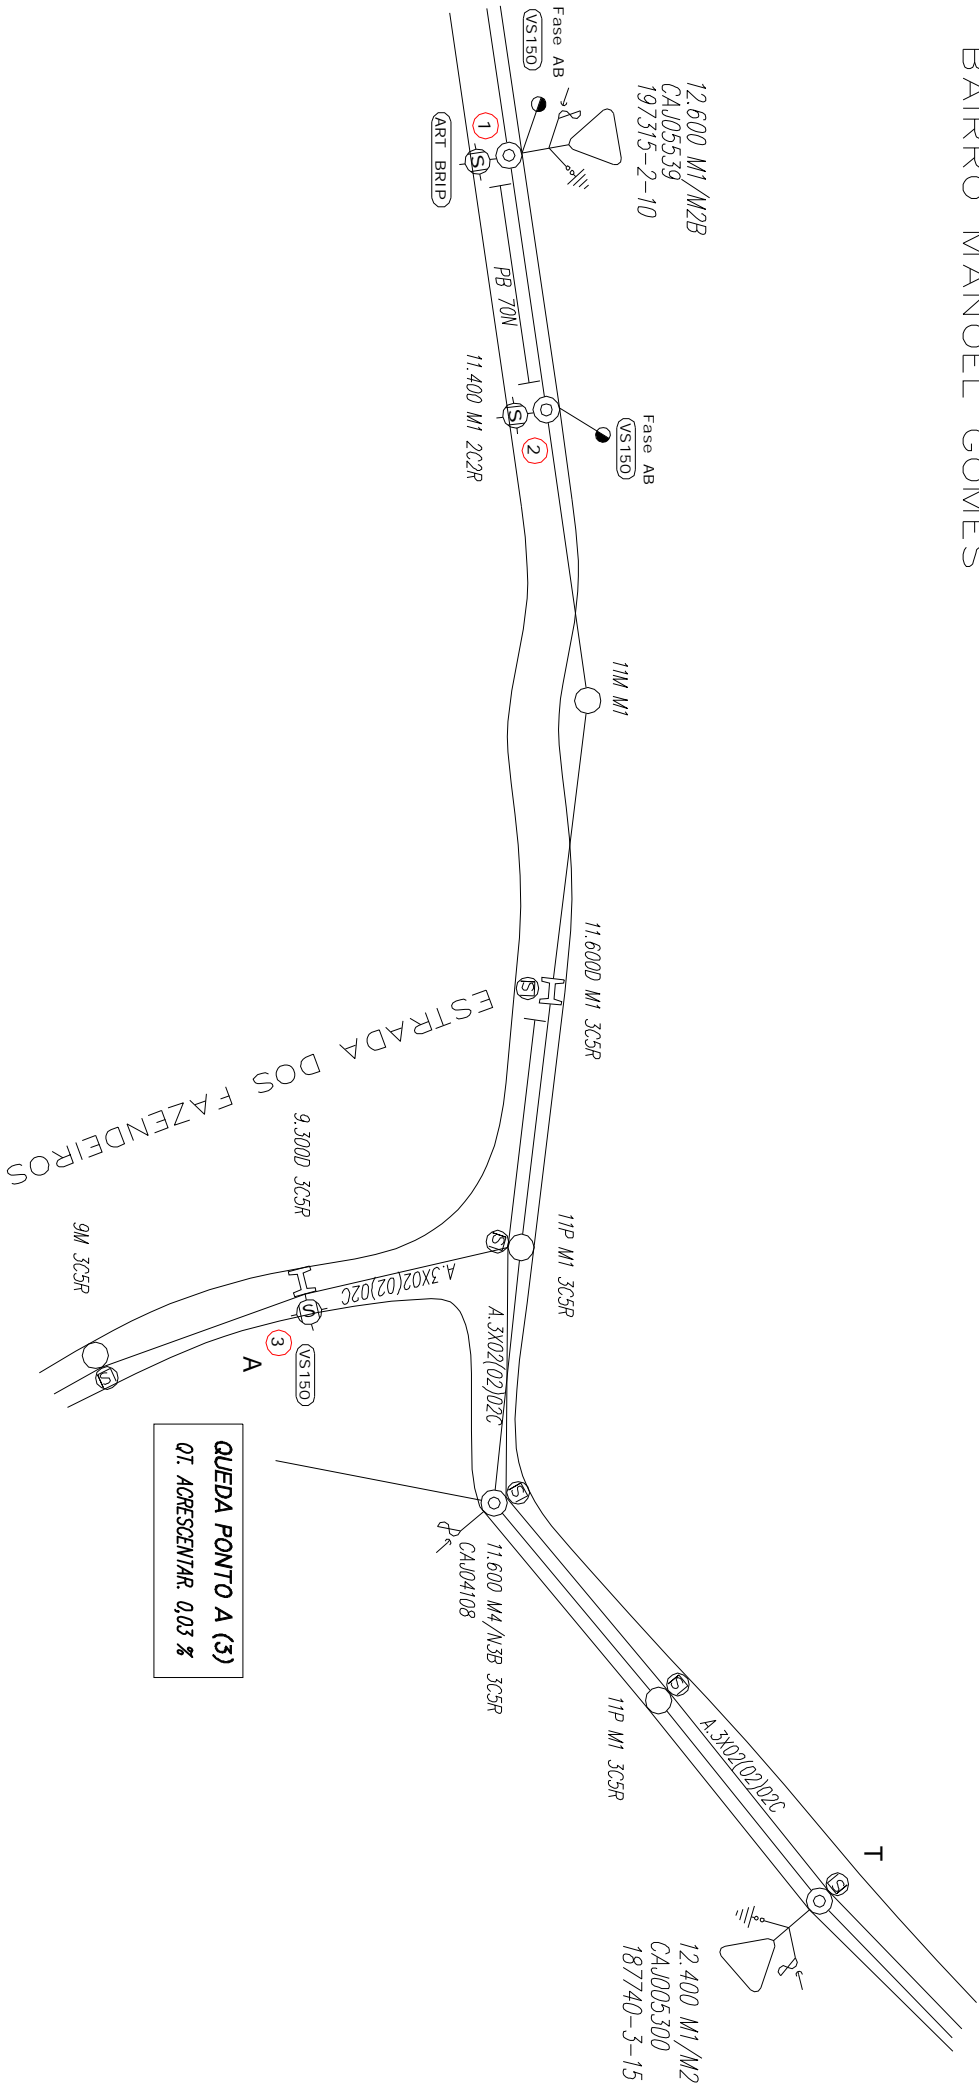 BAIRRO MANOEL GOMES
12.600 M1/M2B
CAJ05539
197315-2-10
Fase AB
VS150
1
S
ART BRIP
PB 70N
11.400 M1 2C2R
S
2
Fase AB
VS150
11M M1
11.600D M1 3C5R
S
ESTRADA DOS FAZENDEIROS
9.300D 3C5R
9M 3C5R
11P M1 3C5R
S
A.3X02(02)02C
A.3X02(02)02C
S
3
VS150
A
S
QUEDA PONTO A (3)
QT. ACRESCENTAR. 0,03 %
S
11.600 M4/N3B 3C5R
CAJ04108
11P M1 3C5R
S
A.3X02(02)02C
T
S
12.400 M1/M2
CAJ005300
187740-3-15